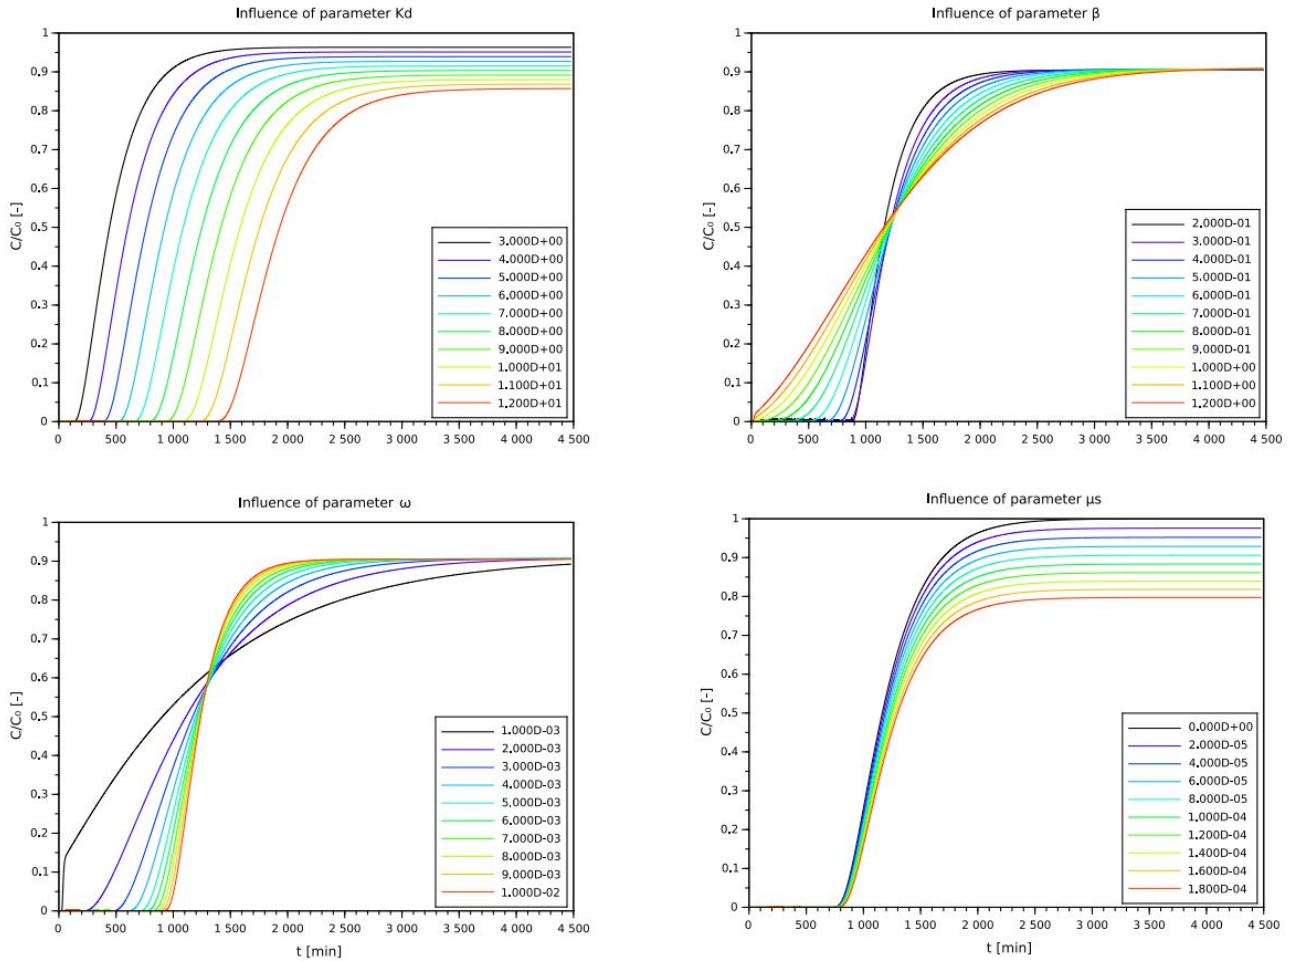 Influence of parameter Kd
1
0.9
0.8
0.7
0.6
0.5
0.4
0.3
0.2
0.1
0
C/C₀ [-]
3.000D+00
4.000D+00
5.000D+00
6.000D+00
7.000D+00
8.000D+00
9.000D+00
1.000D+01
1.100D+01
1.200D+01
0 500 1 000 1 500 2 000 2 500 3 000 3 500 4 000 4 500
Influence of parameter β
1
0.9
0.8
0.7
0.6
0.5
0.4
0.3
0.2
0.1
0
C/C₀ [-]
2.000D-01
3.000D-01
4.000D-01
5.000D-01
6.000D-01
7.000D-01
8.000D-01
9.000D-01
1.000D+00
1.100D+00
1.200D+00
0 500 1 000 1 500 2 000 2 500 3 000 3 500 4 000 4 500
Influence of parameter ω
1
0.9
0.8
0.7
0.6
0.5
0.4
0.3
0.2
0.1
0
C/C₀ [-]
1.000D-03
2.000D-03
3.000D-03
4.000D-03
5.000D-03
6.000D-03
7.000D-03
8.000D-03
9.000D-03
1.000D-02
0 500 1 000 1 500 2 000 2 500 3 000 3 500 4 000 4 500
t [min]
Influence of parameter μs
1
0.9
0.8
0.7
0.6
0.5
0.4
0.3
0.2
0.1
0
C/C₀ [-]
0.000D+00
2.000D-05
4.000D-05
6.000D-05
8.000D-05
1.000D-04
1.200D-04
1.400D-04
1.600D-04
1.800D-04
0 500 1 000 1 500 2 000 2 500 3 000 3 500 4 000 4 500
t [min]